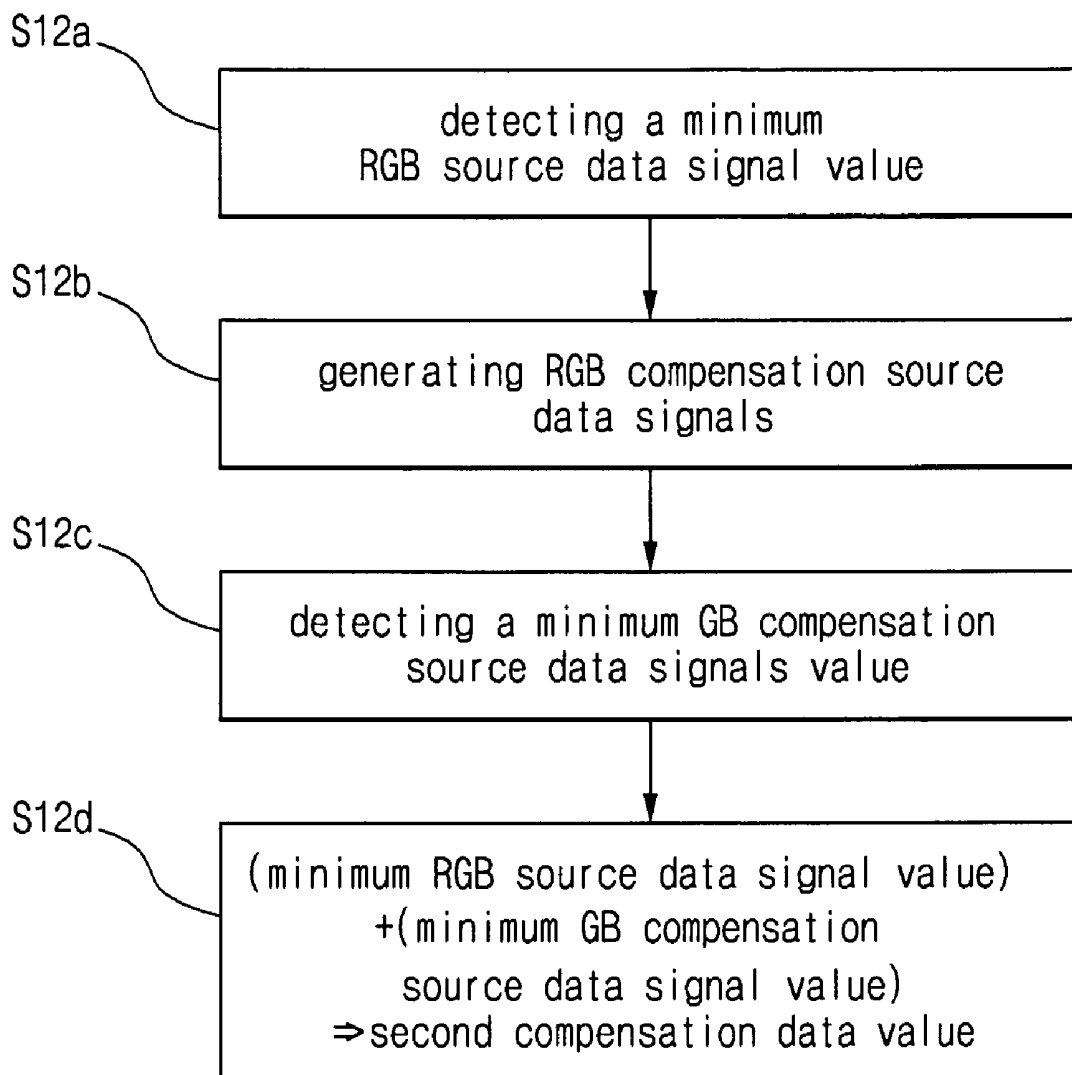 S12a
detecting a minimum
RGB source data signal value
S12b
generating RGB compensation source
data signals
S12c
detecting a minimum GB compensation
source data signals value
S12d
(minimum RGB source data signal value)
+(minimum GB compensation
source data signal value)
⇒second compensation data value